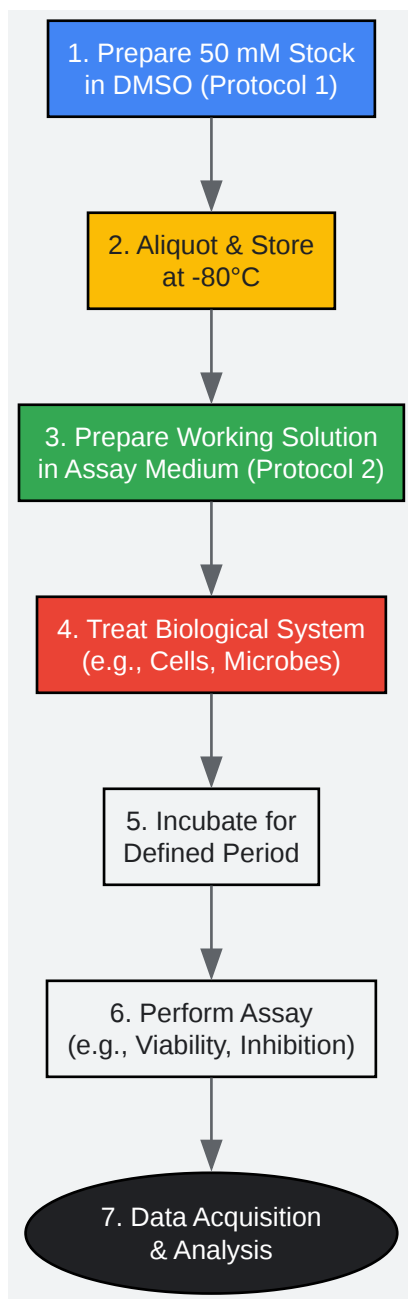 1. Prepare 50 mM Stock
in DMSO (Protocol 1)
2. Aliquot & Store
at -80°C
3. Prepare Working Solution
in Assay Medium (Protocol 2)
4. Treat Biological System
(e.g., Cells, Microbes)
5. Incubate for
Defined Period
6. Perform Assay
(e.g., Viability, Inhibition)
7. Data Acquisition
& Analysis